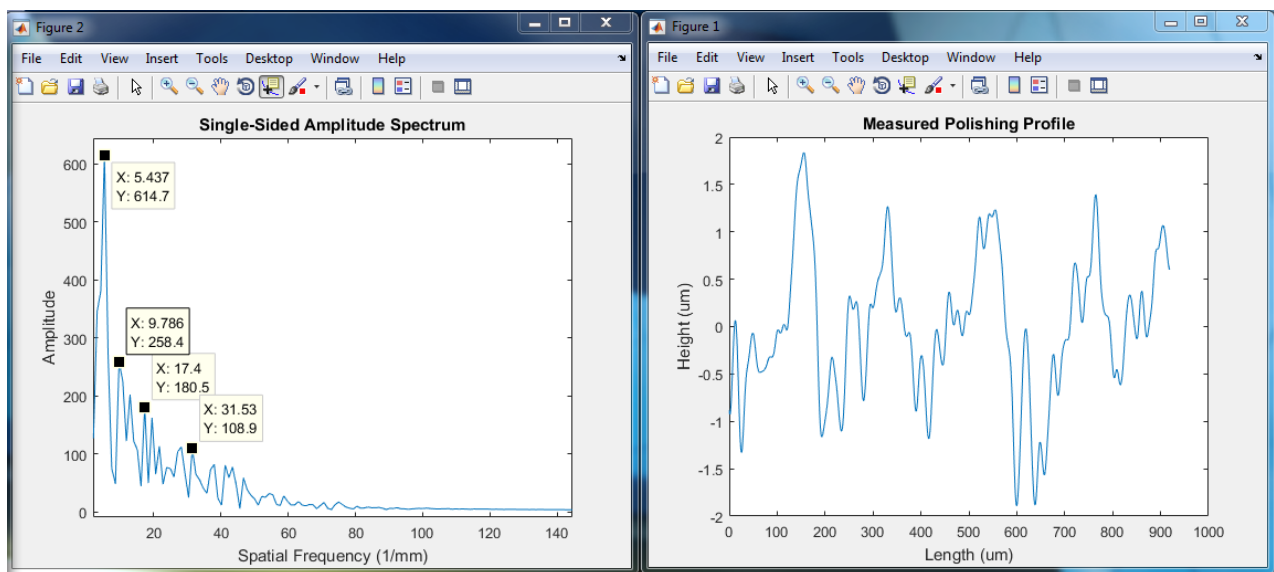 Figure 2
File Edit View Insert Tools Desktop Window Help
Single-Sided Amplitude Spectrum
600
500
400
300
200
100
0
Amplitude
X: 5.437
Y: 614.7
X: 9.786
Y: 258.4
X: 17.4
Y: 180.5
X: 31.53
Y: 108.9
20 40 60 80 100 120 140
Spatial Frequency (1/mm)
Figure 1
File Edit View Insert Tools Desktop Window Help
Measured Polishing Profile
2
1.5
1
0.5
0
-0.5
-1
-1.5
-2
Height (um)
0 100 200 300 400 500 600 700 800 900 1000
Length (um)